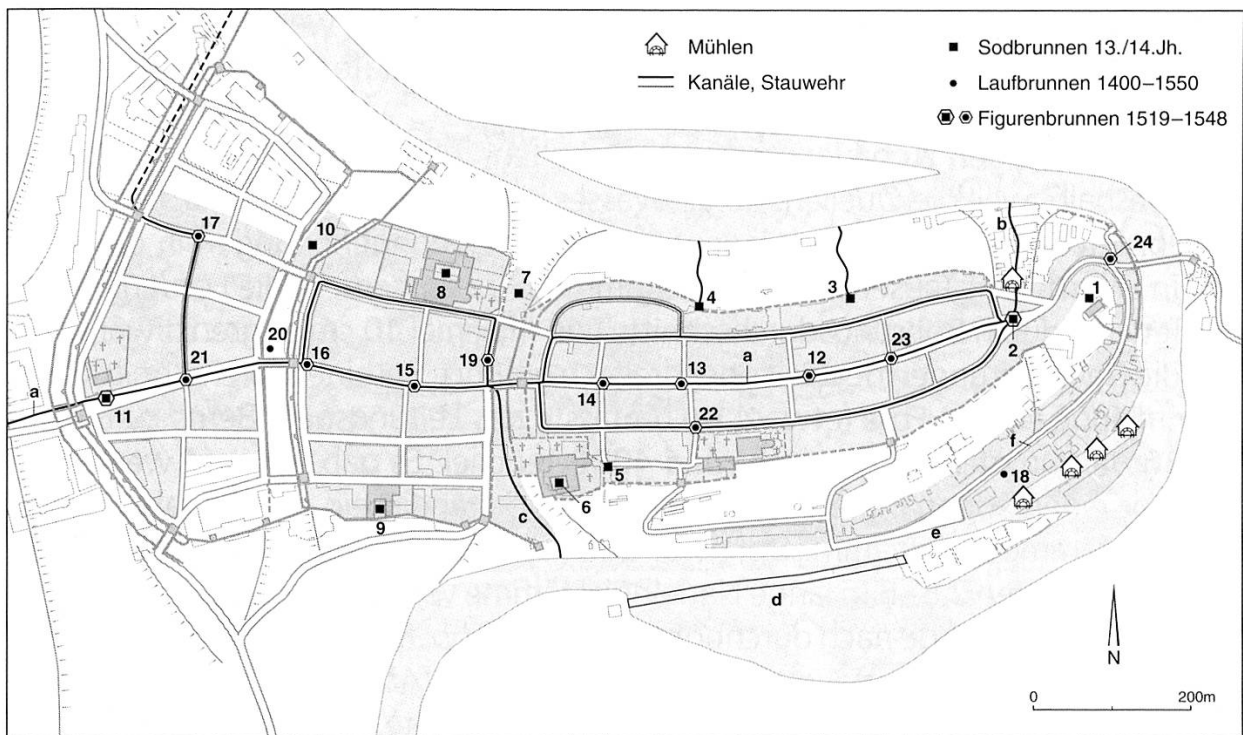 Mühlen
Kanäle, Stauwehr
Sodbrunnen 13./14.Jh.
Laufbrunnen 1400–1550
Figurenbrunnen 1519–1548
17
10
7
8
4
3
b
24
1
2
20
16
15
19
14
13
a
12
23
21
a
11
22
5
6
9
c
18
f
e
d
N
0
200m